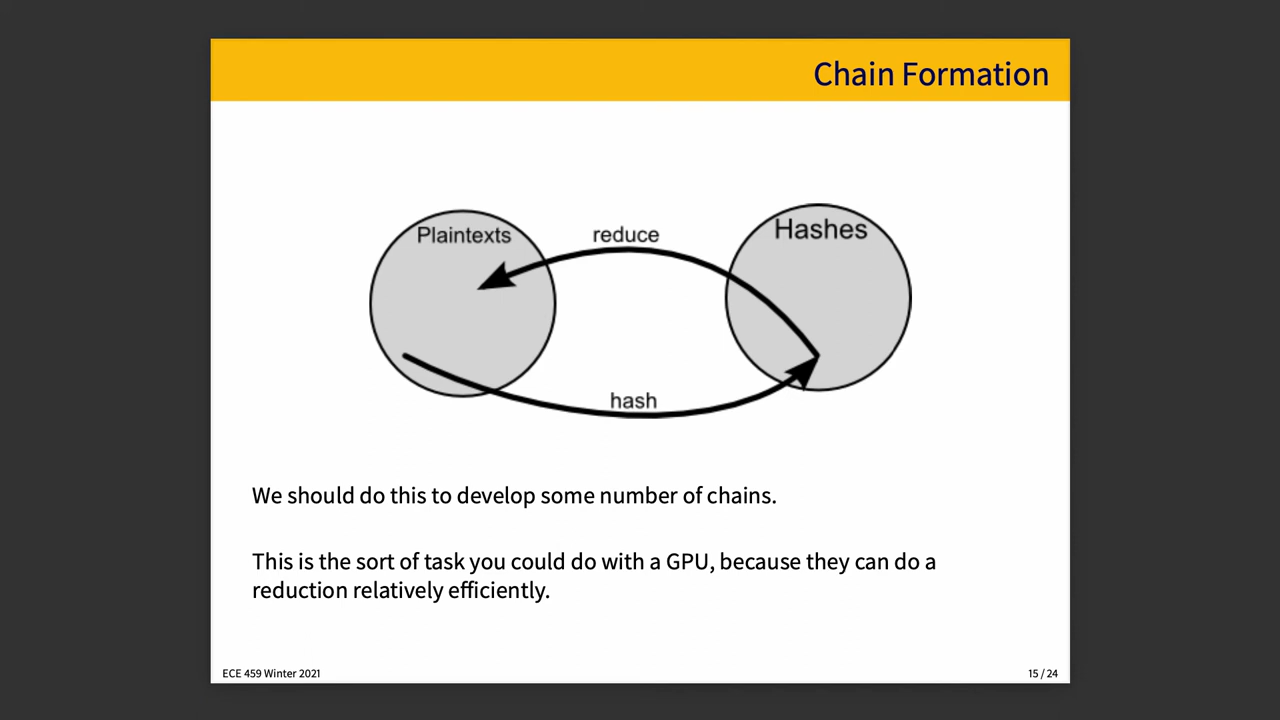 Chain Formation
Plaintexts
reduce
Hashes
hash
We should do this to develop some number of chains.
This is the sort of task you could do with a GPU, because they can do a
reduction relatively efficiently.
ECE 459 Winter 2021
15 / 24